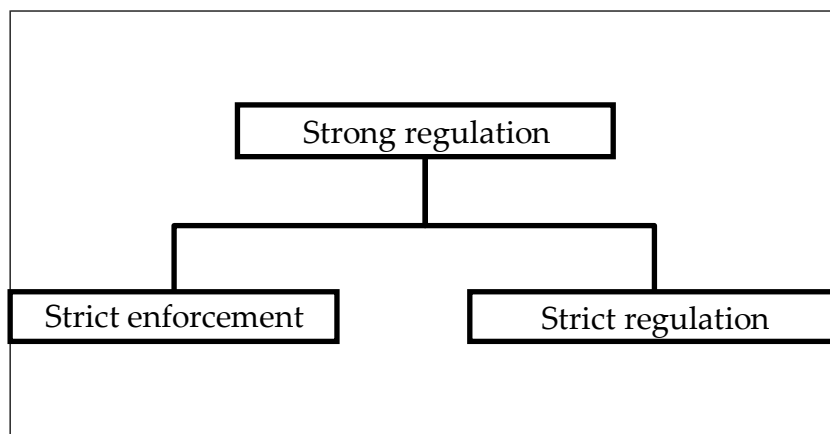 Strong regulation
Strict enforcement
Strict regulation